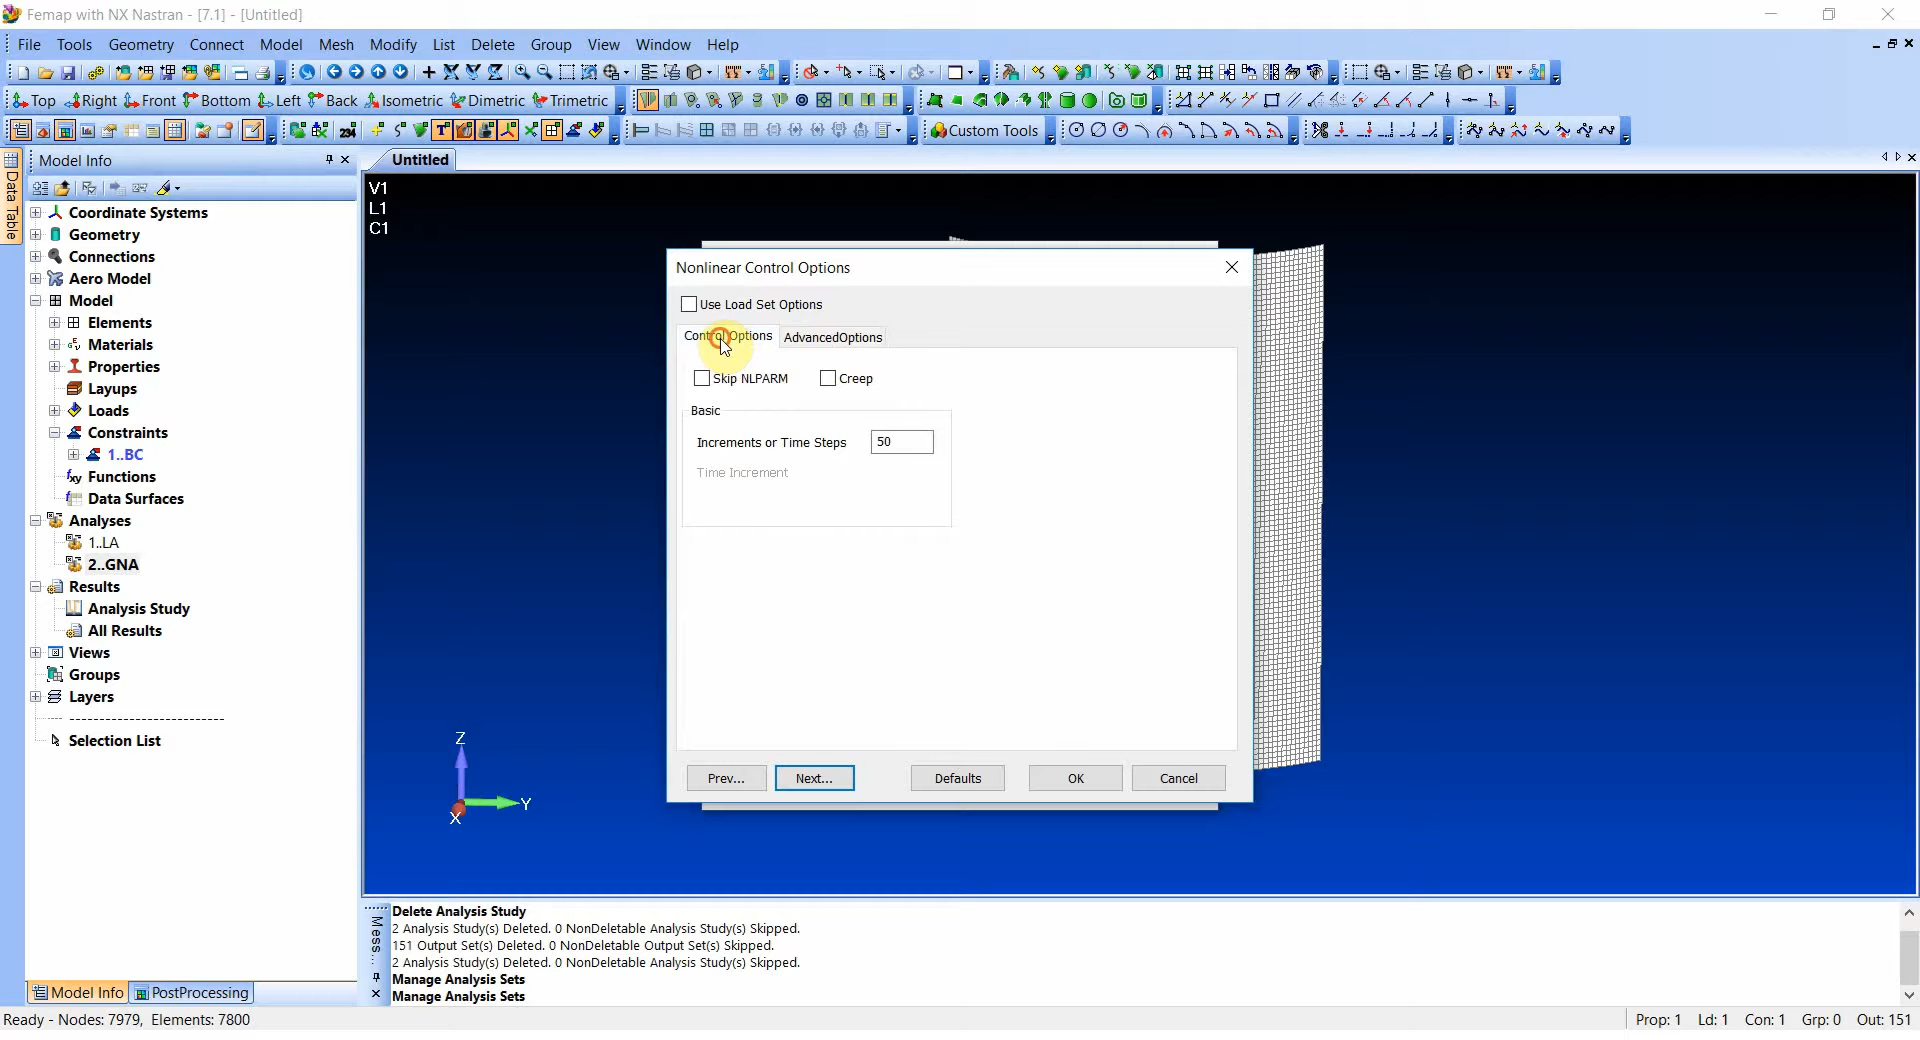 Femap with NX Nastran - [7.1] - [Untitled]
File Tools Geometry Connect Model Mesh Modify List Delete Group View Window Help
Top Right Front Bottom Left Back Isometric Dimetric Trimetric
234 T Custom Tools
Data Table
Model Info
Untitled
V1
L1
C1
Coordinate Systems
Geometry
Connections
Aero Model
Model
Elements
Materials
Properties
Layups
Loads
Constraints
1..BC
Functions
Data Surfaces
Analyses
1..LA
2..GNA
Results
Analysis Study
All Results
Views
Groups
Layers
Selection List
Nonlinear Control Options
Use Load Set Options
Control Options AdvancedOptions
Skip NLPARM Creep
Basic
Increments or Time Steps 50
Time Increment
Prev... Next... Defaults OK Cancel
Z
Y
X
Mess...
Delete Analysis Study
2 Analysis Study(s) Deleted. 0 NonDeletable Analysis Study(s) Skipped.
151 Output Set(s) Deleted. 0 NonDeletable Output Set(s) Skipped.
2 Analysis Study(s) Deleted. 0 NonDeletable Analysis Study(s) Skipped.
Manage Analysis Sets
Manage Analysis Sets
Model Info PostProcessing
Ready - Nodes: 7979, Elements: 7800 Prop: 1 Ld: 1 Con: 1 Grp: 0 Out: 151